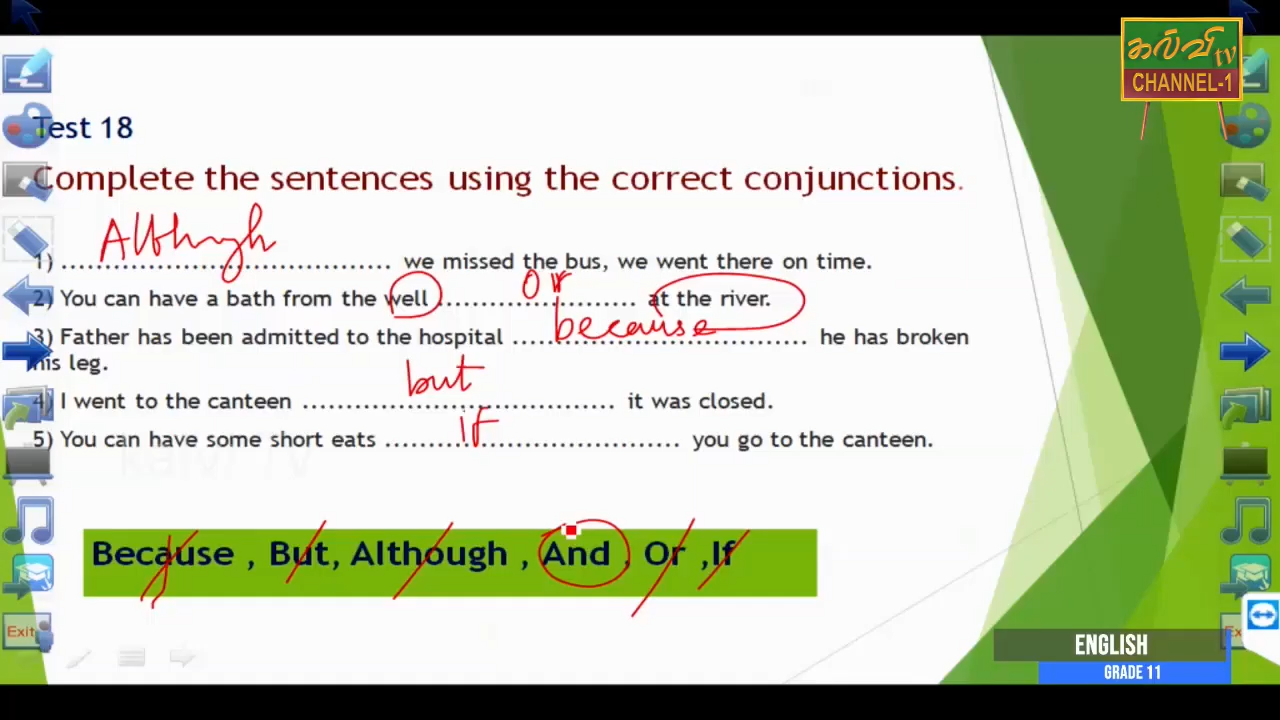 கல்வி tv
CHANNEL-1
Test 18
Complete the sentences using the correct conjunctions.
Although
1) ...................................... we missed the bus, we went there on time.
or
2) You can have a bath from the well ........................ at the river.
because
3) Father has been admitted to the hospital .................................... he has broken
his leg.
but
4) I went to the canteen ...................................... it was closed.
if
5) You can have some short eats .................................... you go to the canteen.
Because , But, Although , And , Or ,If
Exit
ENGLISH
GRADE 11